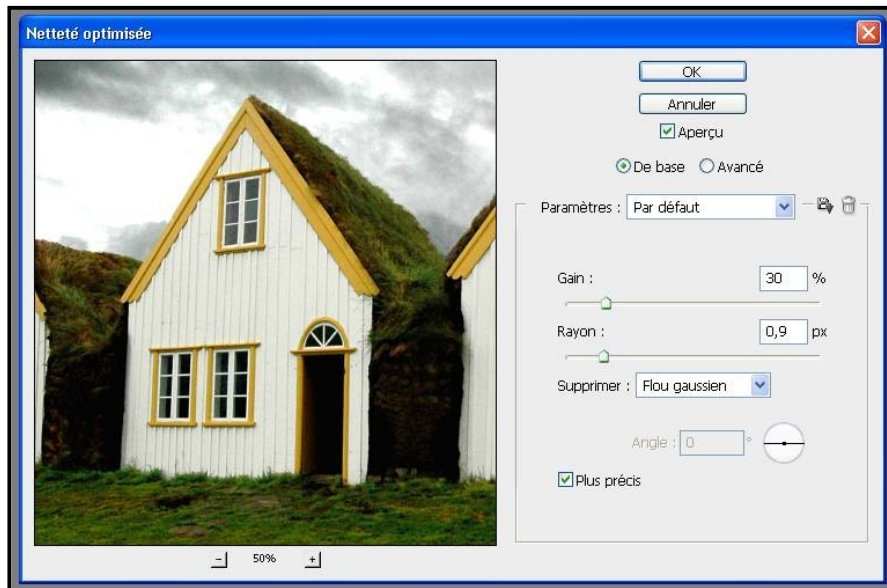 Netteté optimisée
OK
Annuler
Aperçu
De base Avancé
Paramètres : Par défaut
Gain : 30 %
Rayon : 0,9 px
Supprimer : Flou gaussien
Angle : 0 °
Plus précis
- 50% +